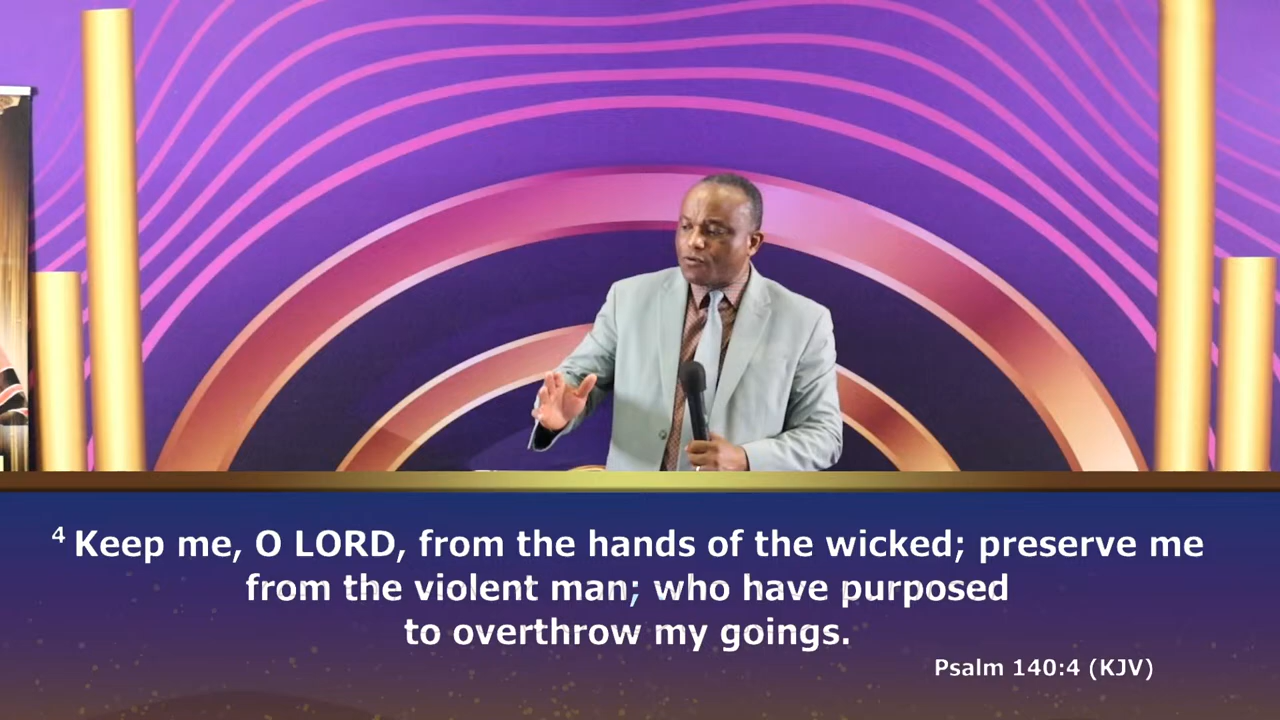 4 Keep me, O LORD, from the hands of the wicked; preserve me
from the violent man; who have purposed
to overthrow my goings.
Psalm 140:4 (KJV)